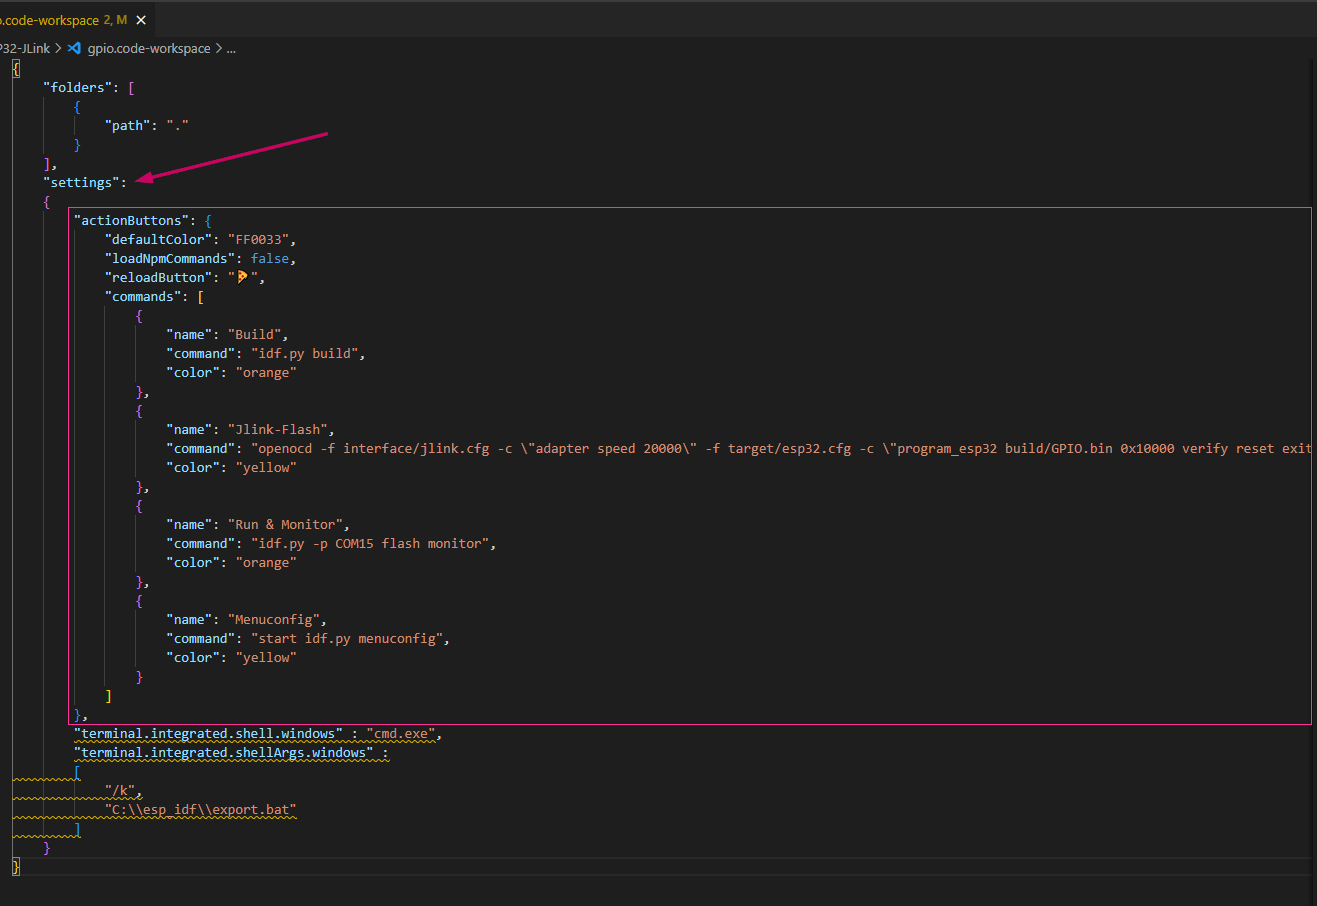 .code-workspace 2, M ×
P32-JLink > gpio.code-workspace > ...
{
"folders": [
{
"path": "."
}
],
"settings":
{
"actionButtons": {
"defaultColor": "FF0033",
"loadNpmCommands": false,
"reloadButton": "🍕",
"commands": [
{
"name": "Build",
"command": "idf.py build",
"color": "orange"
},
{
"name": "Jlink-Flash",
"command": "openocd -f interface/jlink.cfg -c \"adapter speed 20000\" -f target/esp32.cfg -c \"program_esp32 build/GPIO.bin 0x10000 verify reset exit
"color": "yellow"
},
{
"name": "Run & Monitor",
"command": "idf.py -p COM15 flash monitor",
"color": "orange"
},
{
"name": "Menuconfig",
"command": "start idf.py menuconfig",
"color": "yellow"
}
]
},
"terminal.integrated.shell.windows" : "cmd.exe",
"terminal.integrated.shellArgs.windows" :
[
"/k",
"C:\\esp_idf\\export.bat"
]
}
}